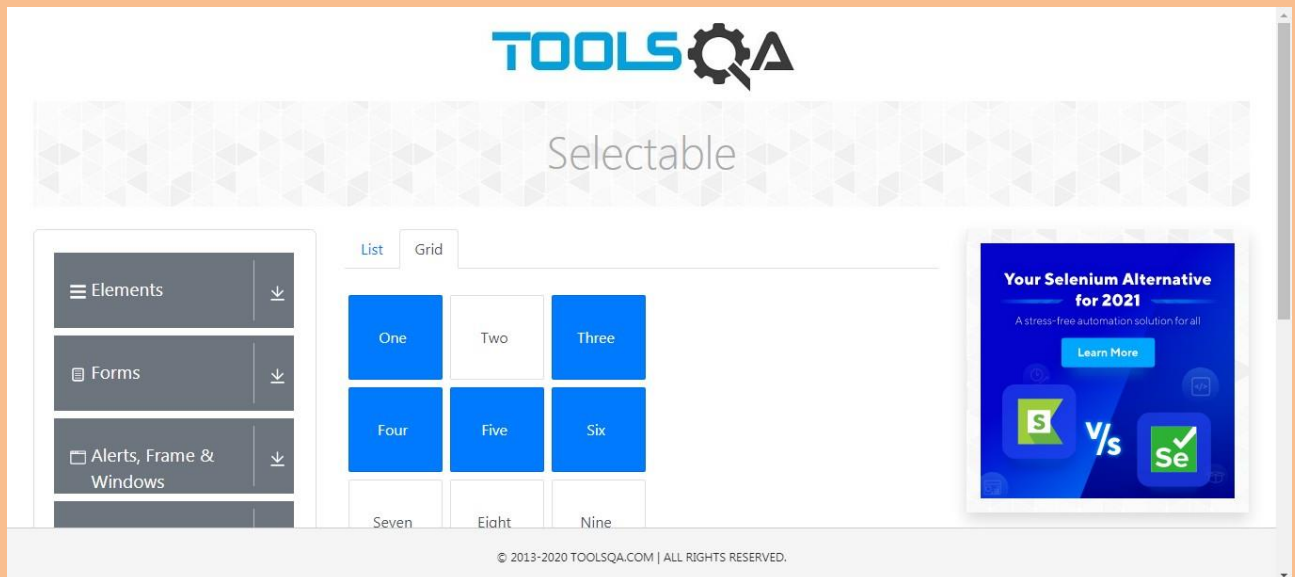 TOOLSQA
Selectable
List Grid
Elements
Forms
Alerts, Frame &
Windows
One Two Three
Four Five Six
Seven Eight Nine
Your Selenium Alternative
for 2021
A stress-free automation solution for all
Learn More
S
V/s
Se
© 2013-2020 TOOLSQA.COM | ALL RIGHTS RESERVED.